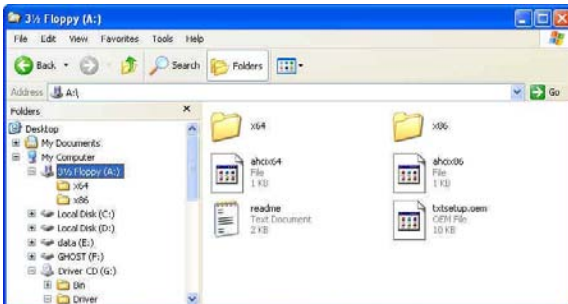 3½ Floppy (A:)
File Edit View Favorites Tools Help
Back Search Folders
Address A:\ Go
Folders
Desktop
My Documents
My Computer
3½ Floppy (A:)
x64
x86
Local Disk (C:)
Local Disk (D:)
data (E:)
GHOST (F:)
Driver CD (G:)
Bin
Driver
x64
x86
ahcix64
File
1 KB
ahcix86
File
1 KB
readme
Text Document
2 KB
txtsetup.oem
OEM File
10 KB